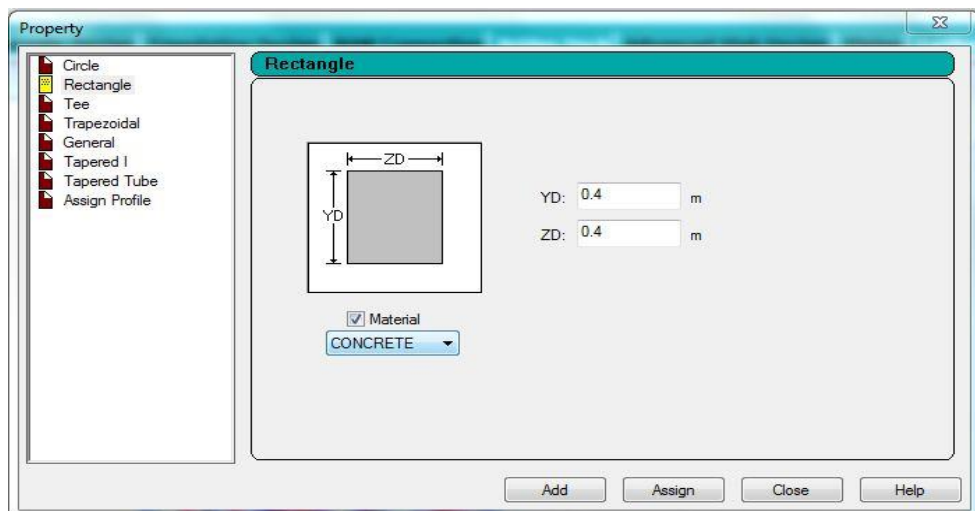 Property
Circle
Rectangle
Tee
Trapezoidal
General
Tapered I
Tapered Tube
Assign Profile
Rectangle
ZD
YD
YD: 0.4 m
ZD: 0.4 m
Material
CONCRETE
Add Assign Close Help